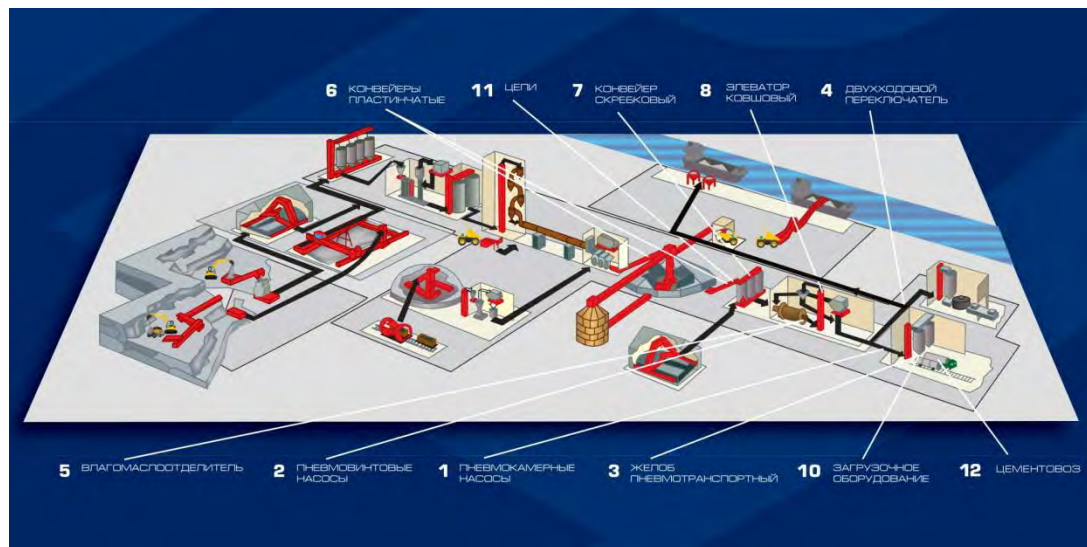 6 КОНВЕЙЕРЫ
ПЛАСТИНЧАТЫЕ
11 ЦЕПИ
7 КОНВЕЙЕР
СКРЕБКОВЫЙ
8 ЭЛЕВАТОР
КОВШОВЫЙ
4 ДВУХХОДОВОЙ
ПЕРЕКЛЮЧАТЕЛЬ
5 ВЛАГОМАСЛООТДЕЛИТЕЛЬ
2 ПНЕВМОВИНТОВЫЕ
НАСОСЫ
1 ПНЕВМОКАМЕРНЫЕ
НАСОСЫ
3 ЖЕЛОБ
ПНЕВМОТРАНСПОРТНЫЙ
10 ЗАГРУЗОЧНОЕ
ОБОРУДОВАНИЕ
12 ЦЕМЕНТОВОЗ